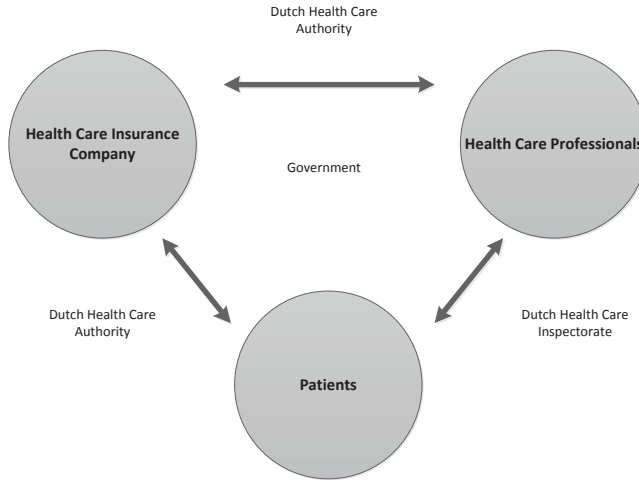 Dutch Health Care
Authority
Health Care Insurance
Company
Health Care Professionals
Government
Dutch Health Care
Authority
Dutch Health Care
Inspectorate
Patients